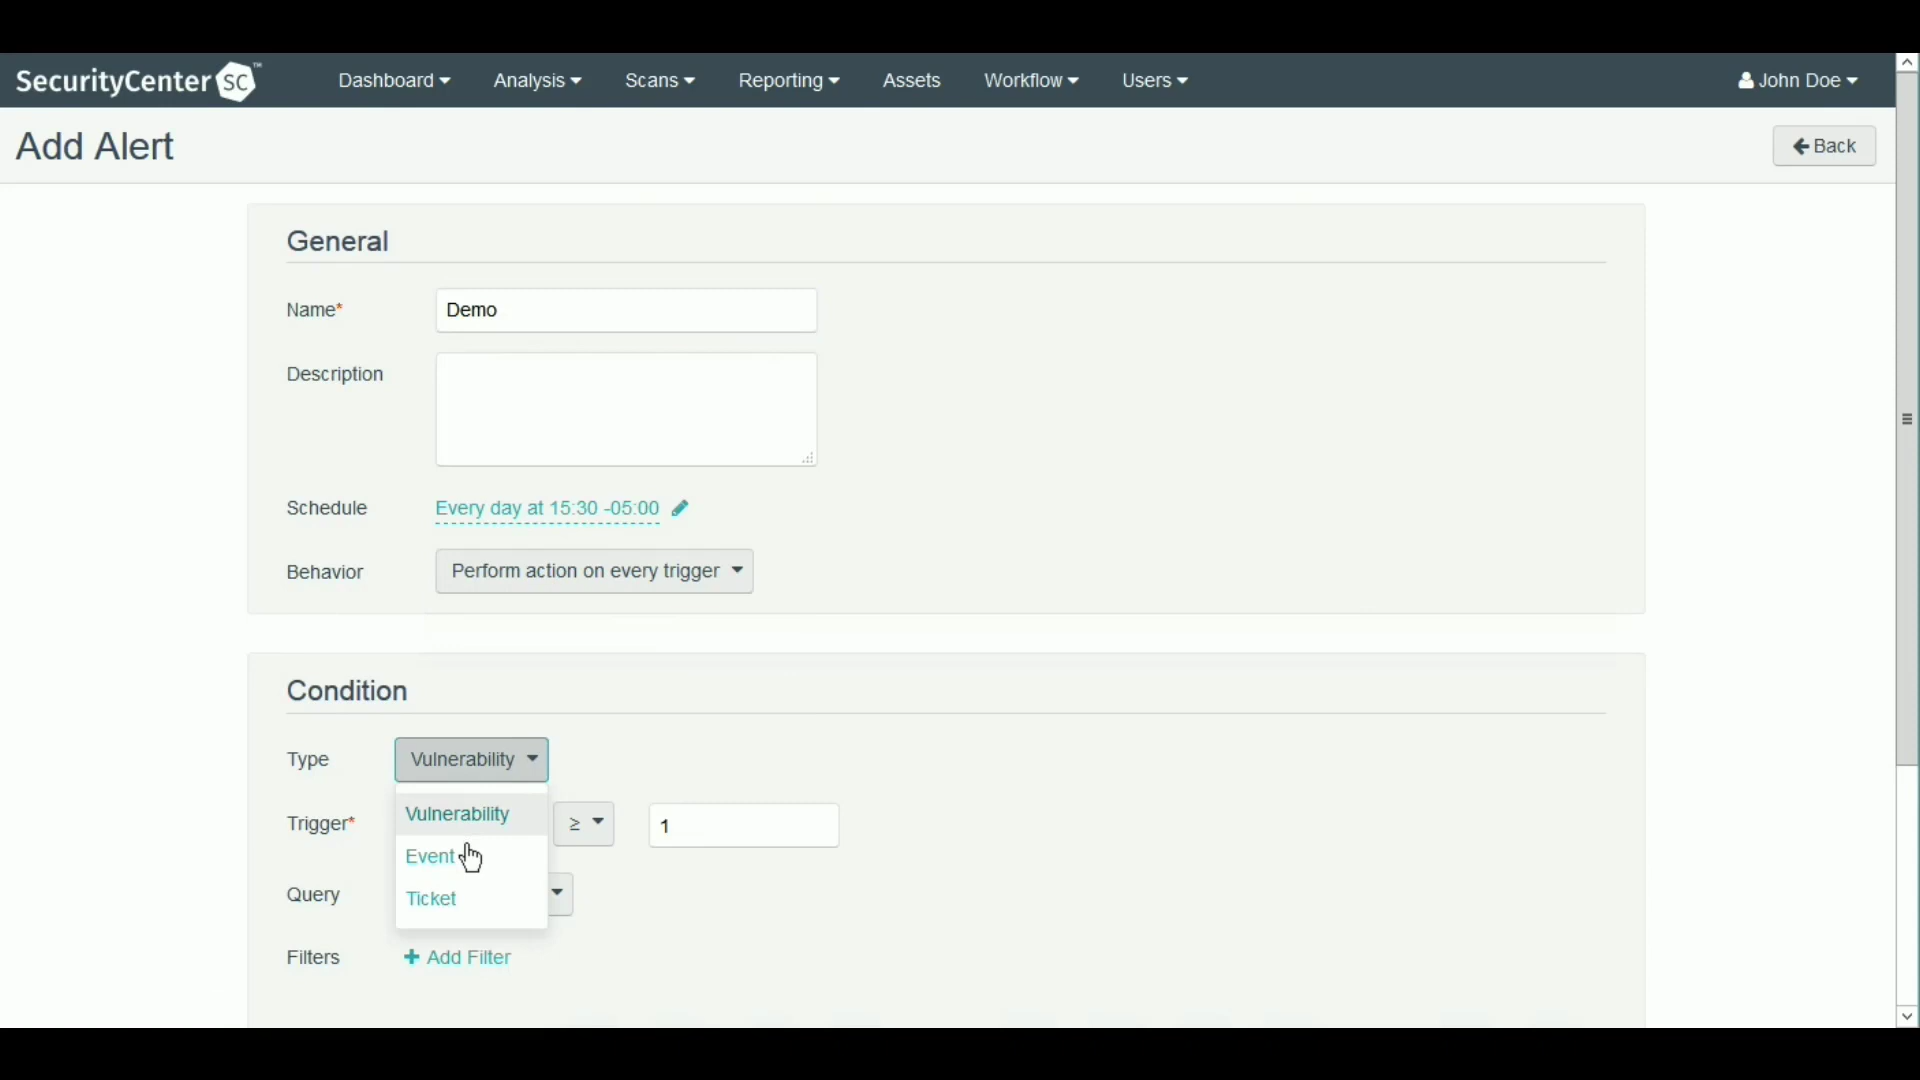 SecurityCenter SC™ Dashboard Analysis Scans Reporting Assets Workflow Users John Doe
Add Alert
Back
General
Name* Demo
Description
Schedule Every day at 15:30 -05:00
Behavior Perform action on every trigger
Condition
Type Vulnerability
Vulnerability
Trigger* ≥ 1
Event
Query
Ticket
Filters + Add Filter